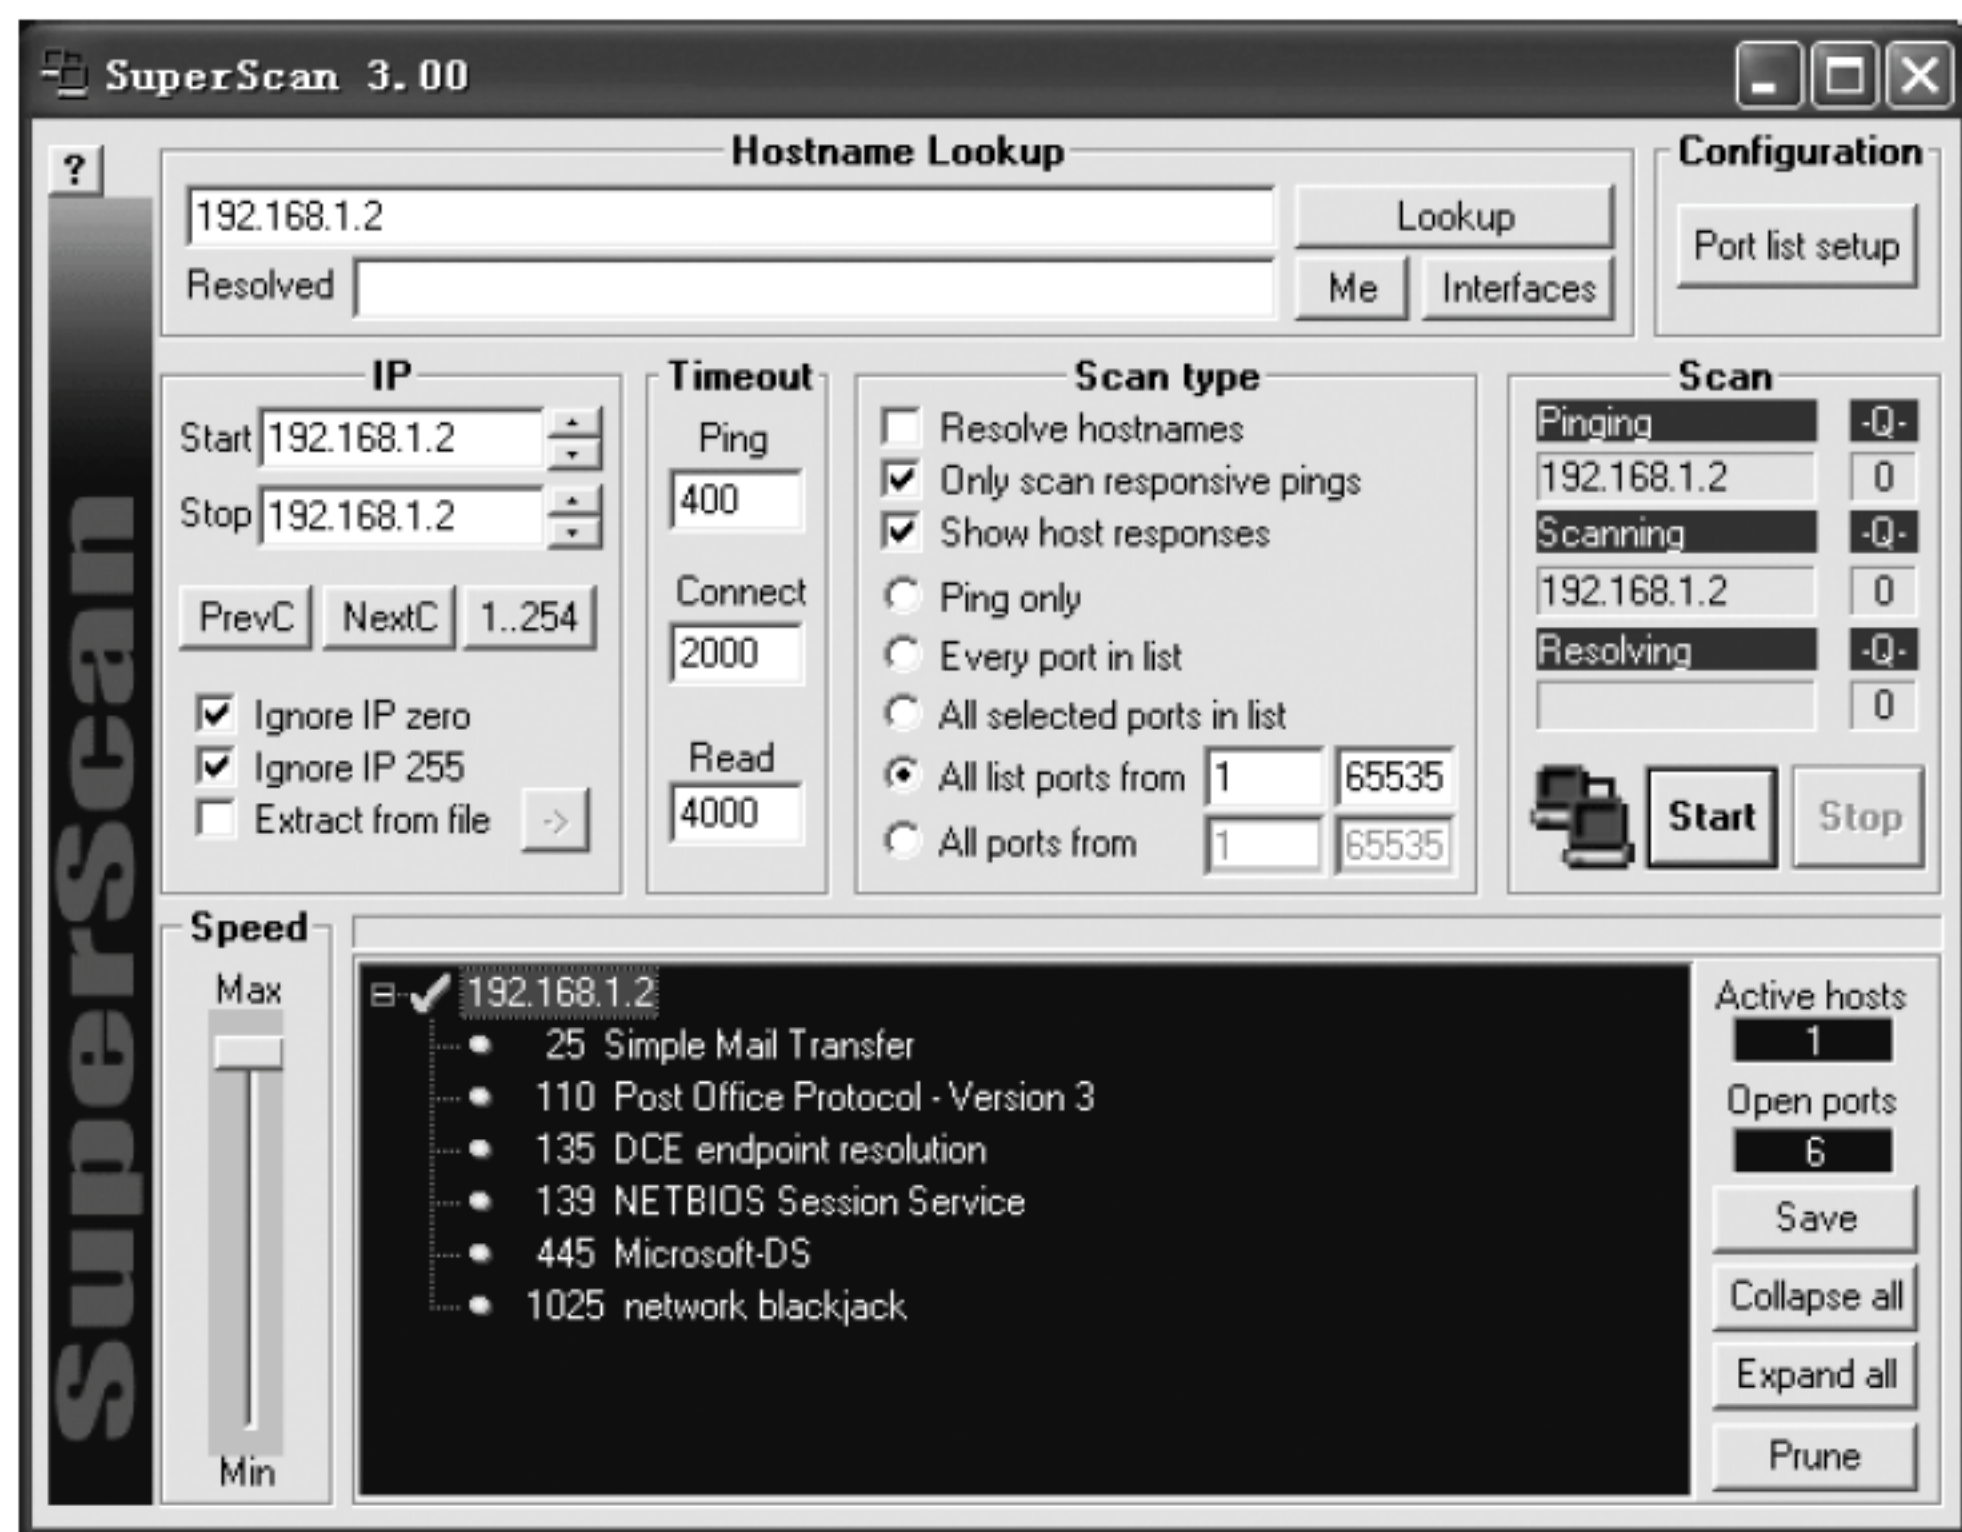 SuperScan 3.00
?
Hostname Lookup
Configuration
192.168.1.2
Lookup
Port list setup
Resolved
Me
Interfaces
IP
Timeout
Scan type
Scan
Start 192.168.1.2
Stop 192.168.1.2
PrevC
NextC
1..254
Ignore IP zero
Ignore IP 255
Extract from file
->
Ping
400
Connect
2000
Read
4000
Resolve hostnames
Only scan responsive pings
Show host responses
Ping only
Every port in list
All selected ports in list
All list ports from 1 65535
All ports from 1 65535
Pinging -Q-
192.168.1.2 0
Scanning -Q-
192.168.1.2 0
Resolving -Q-
0
Start
Stop
SuperScan
Speed
Max
Min
192.168.1.2
25 Simple Mail Transfer
110 Post Office Protocol - Version 3
135 DCE endpoint resolution
139 NETBIOS Session Service
445 Microsoft-DS
1025 network blackjack
Active hosts
1
Open ports
6
Save
Collapse all
Expand all
Prune